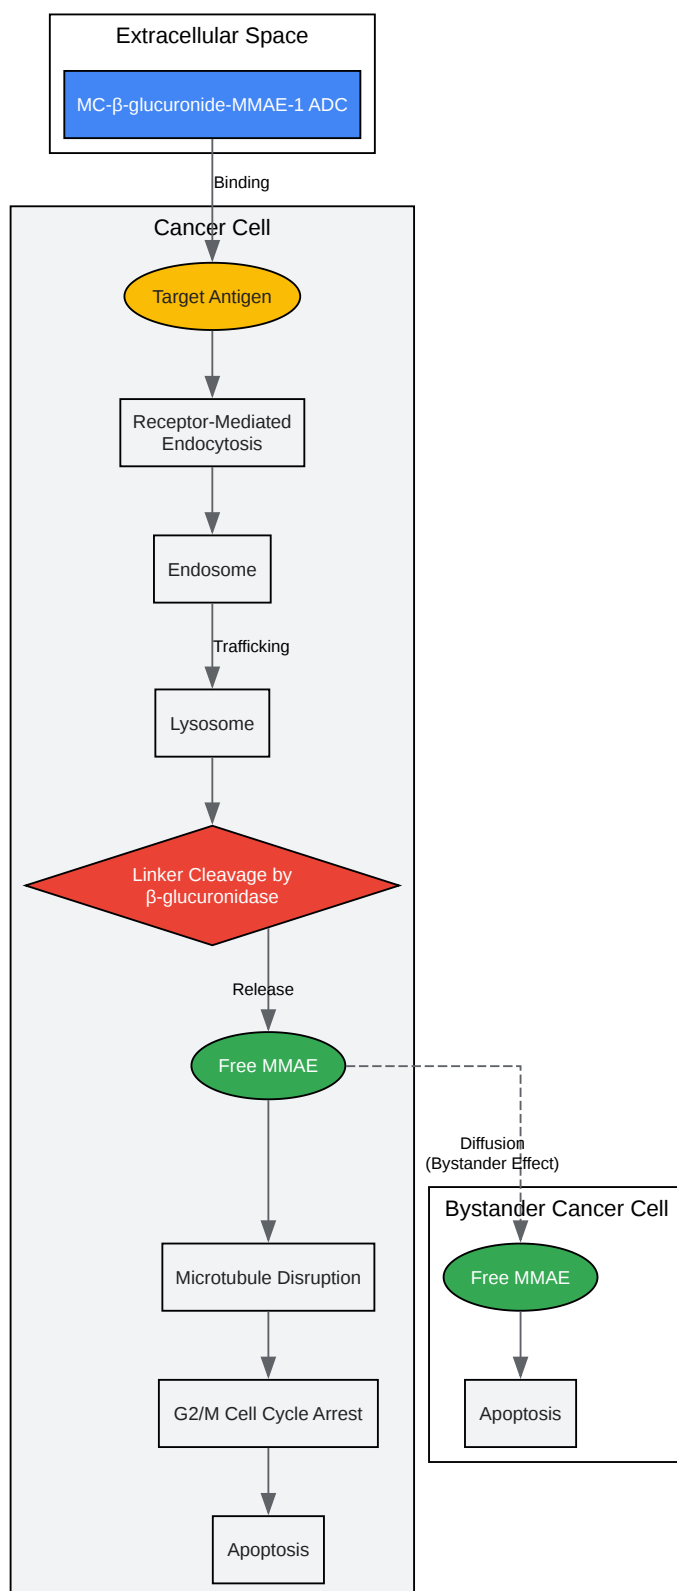 Extracellular Space
MC-β-glucuronide-MMAE-1 ADC
Binding
Cancer Cell
Target Antigen
Receptor-Mediated
Endocytosis
Endosome
Trafficking
Lysosome
Linker Cleavage by
β-glucuronidase
Release
Free MMAE
Diffusion
(Bystander Effect)
Bystander Cancer Cell
Microtubule Disruption
Free MMAE
G2/M Cell Cycle Arrest
Apoptosis
Apoptosis